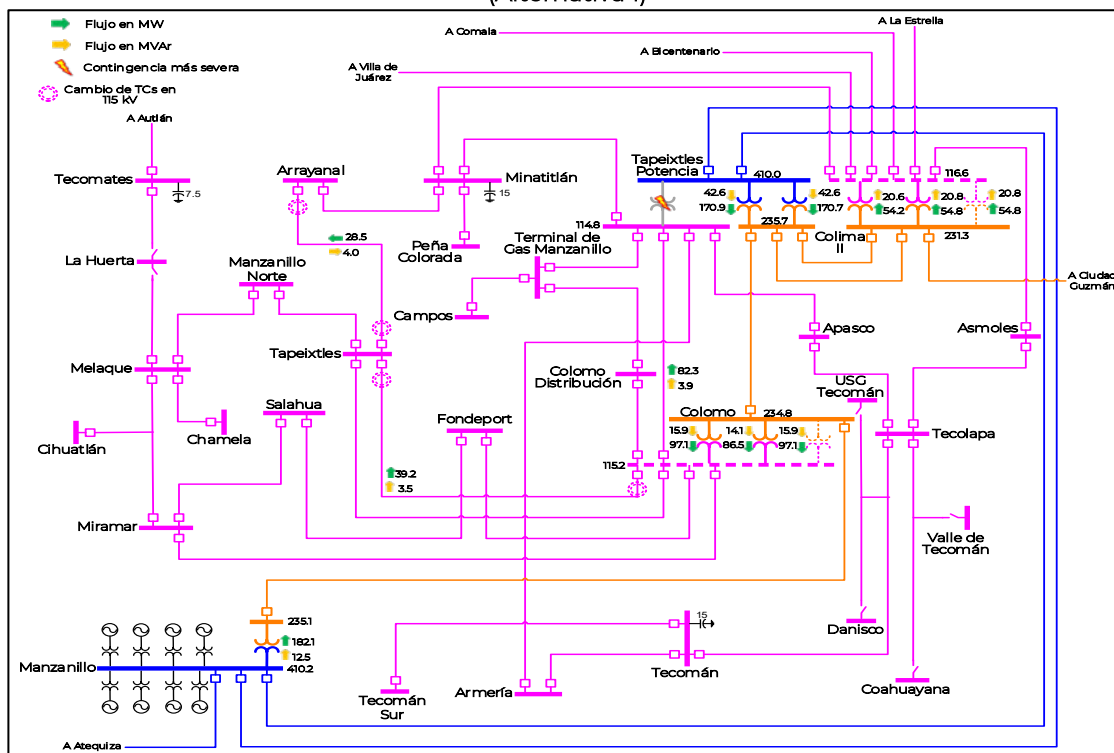 (Alternativa 1)
Flujo en MW
Flujo en MVAr
Contingencia más severa
Cambio de TCs en
115 kV
A Autlán
A Comala
A La Estrella
A Bicentenario
A Villa de
Juárez
Tecomates
7.5
Arrayanal
Minatitlán
15
Tapeixtles
Potencia
410.0
116.6
42.6
42.6
20.6
20.8
20.8
170.9
170.7
54.2
54.8
54.8
114.8
235.7
Colima
II
231.3
28.5
4.0
Peña
Colorada
Terminal de
Gas Manzanillo
La Huerta
Manzanillo
Norte
A Ciudad
Guzmán
Campos
Apasco
Asmoles
Melaque
Tapeixtles
Colomo
Distribución
82.3
3.9
USG
Tecomán
Salahua
Fondeport
Colomo
234.8
Cihuatlán
Chamela
15.9
14.1
15.9
97.1
86.5
97.1
Tecolapa
115.2
39.2
3.5
Miramar
Valle de
Tecomán
235.1
15
Danisco
182.1
12.5
Manzanillo
410.2
Tecomán
Sur
Armería
Tecomán
Coahuayana
A Atequiza